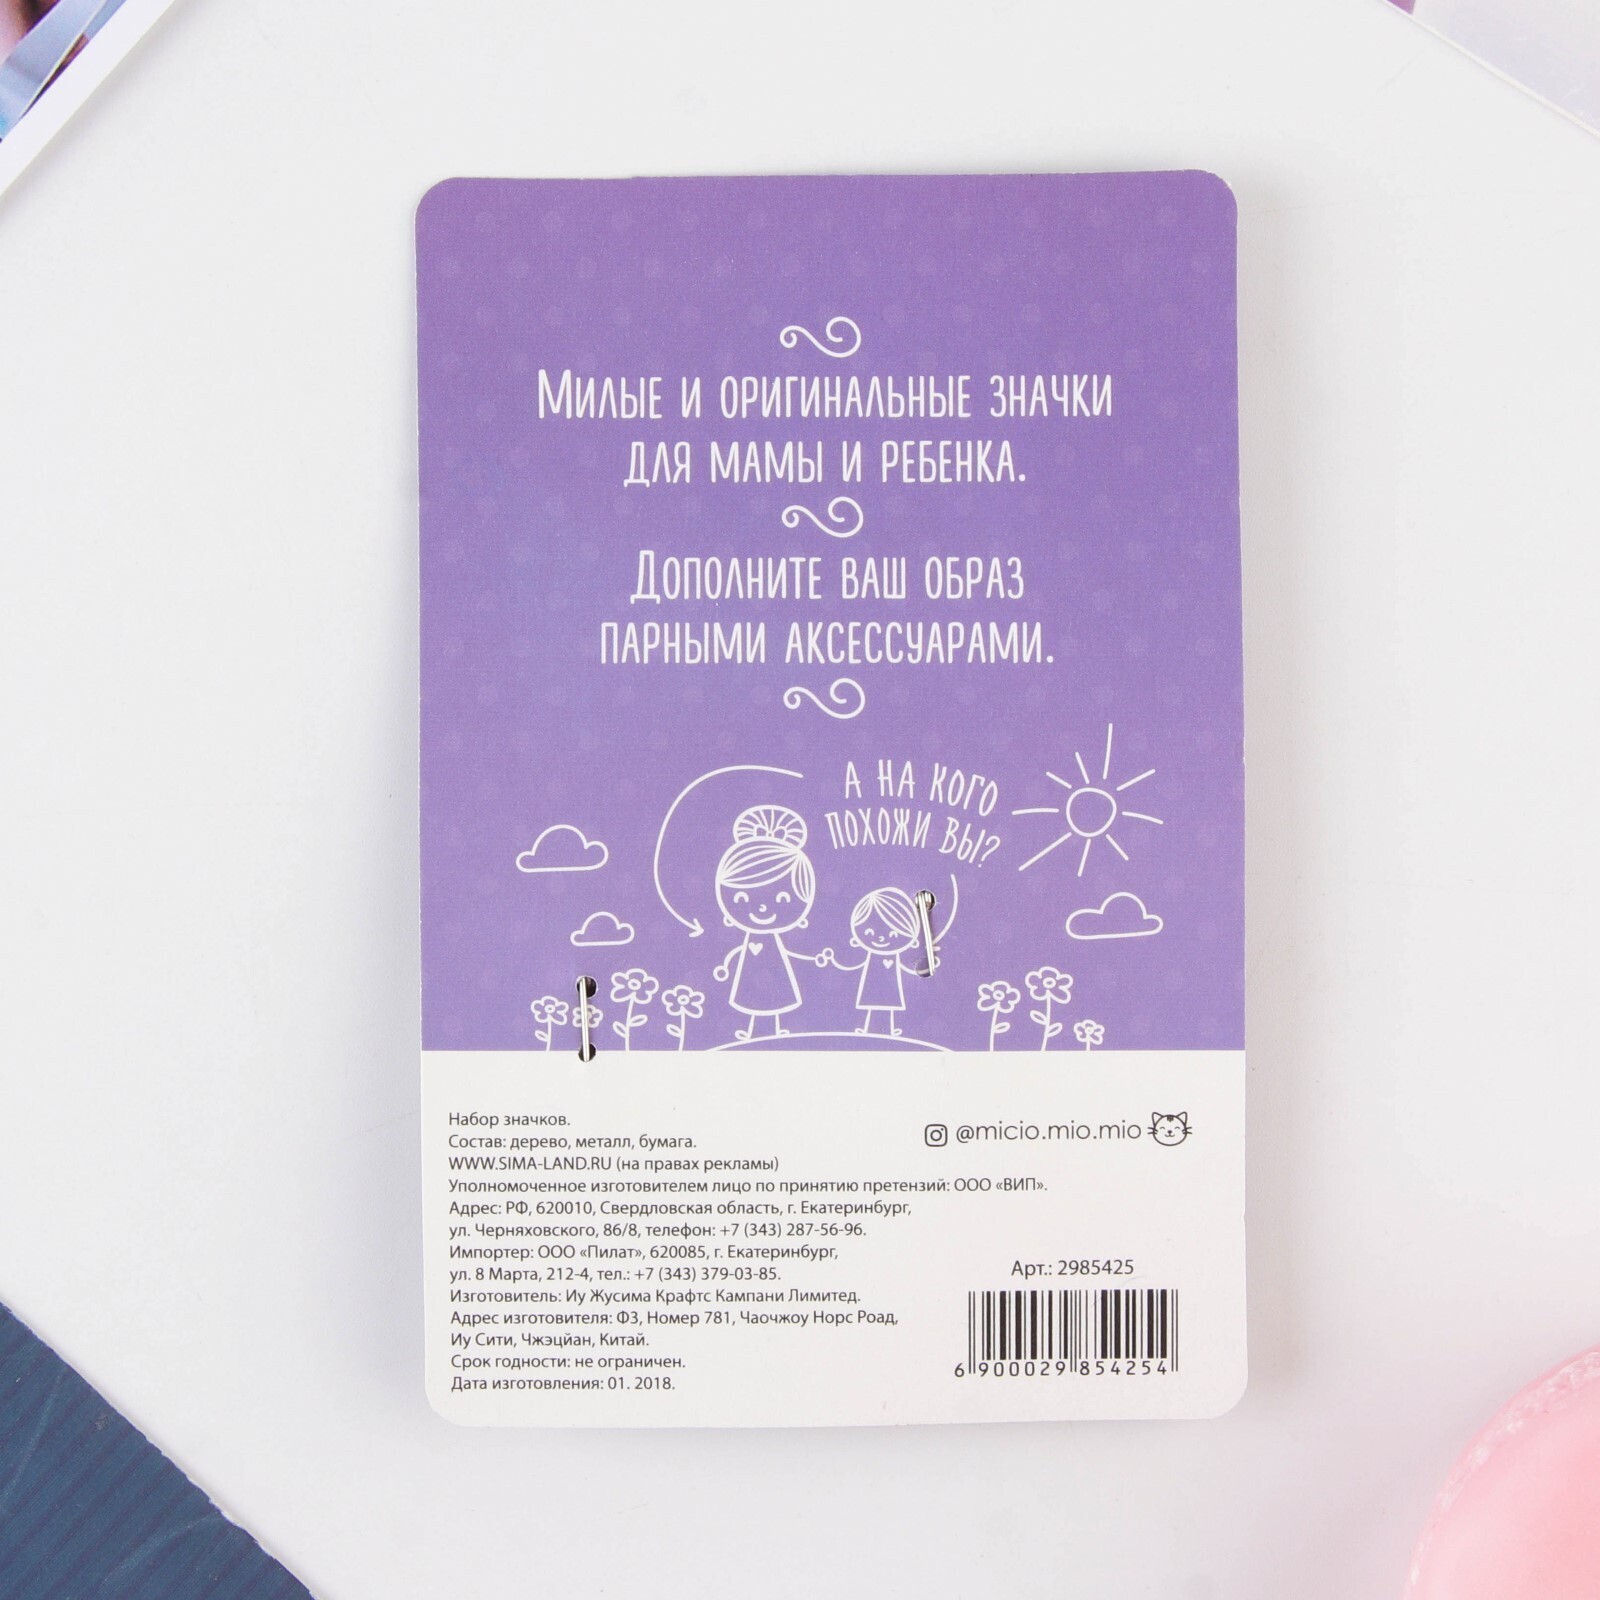 Милые и оригинальные значки
для мамы и ребенка.
Дополните ваш образ
парными аксессуарами.
А на кого
похожи вы?
Набор значков.
Состав: дерево, металл, бумага.
WWW.SIMA-LAND.RU (на правах рекламы)
Уполномоченное изготовителем лицо по принятию претензий: ООО «ВИП».
Адрес: РФ, 620010, Свердловская область, г. Екатеринбург,
ул. Черняховского, 86/8, телефон: +7 (343) 287-56-96.
Импортер: ООО «Пилат», 620085, г. Екатеринбург,
ул. 8 Марта, 212-4, тел.: +7 (343) 379-03-85.
Изготовитель: Иу Жусима Крафтс Кампани Лимитед.
Адрес изготовителя: Ф3, Номер 781, Чаочжоу Норс Роад,
Иу Сити, Чжэцйан, Китай.
Срок годности: не ограничен.
Дата изготовления: 01. 2018.
@micio.mio.mio
Арт.: 2985425
6 900029 854254